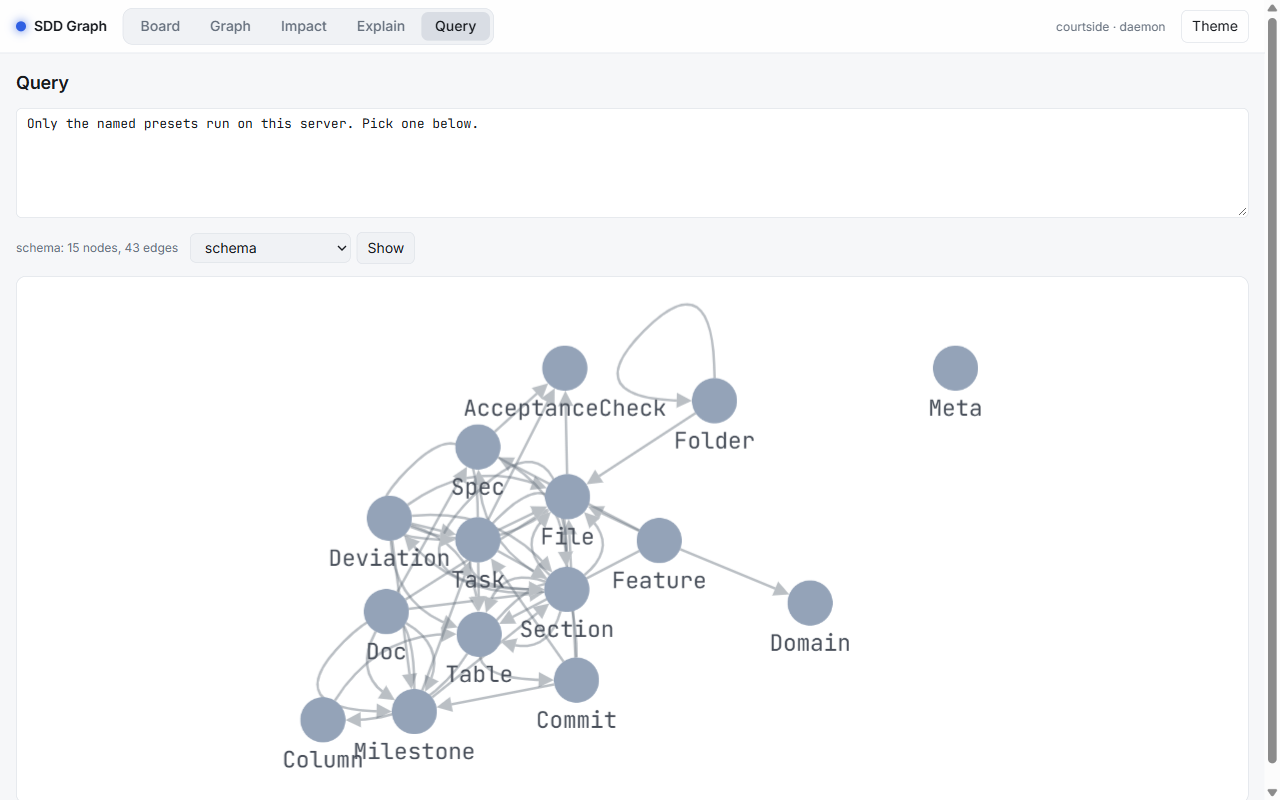 SDD Graph
Board
Graph
Impact
Explain
Query
courtside · daemon
Theme
Query
Only the named presets run on this server. Pick one below.
schema: 15 nodes, 43 edges
schema
Show
AcceptanceCheck
Folder
Meta
Spec
File
Deviation
Task
Feature
Section
Domain
Doc
Table
Commit
Milestone
Column